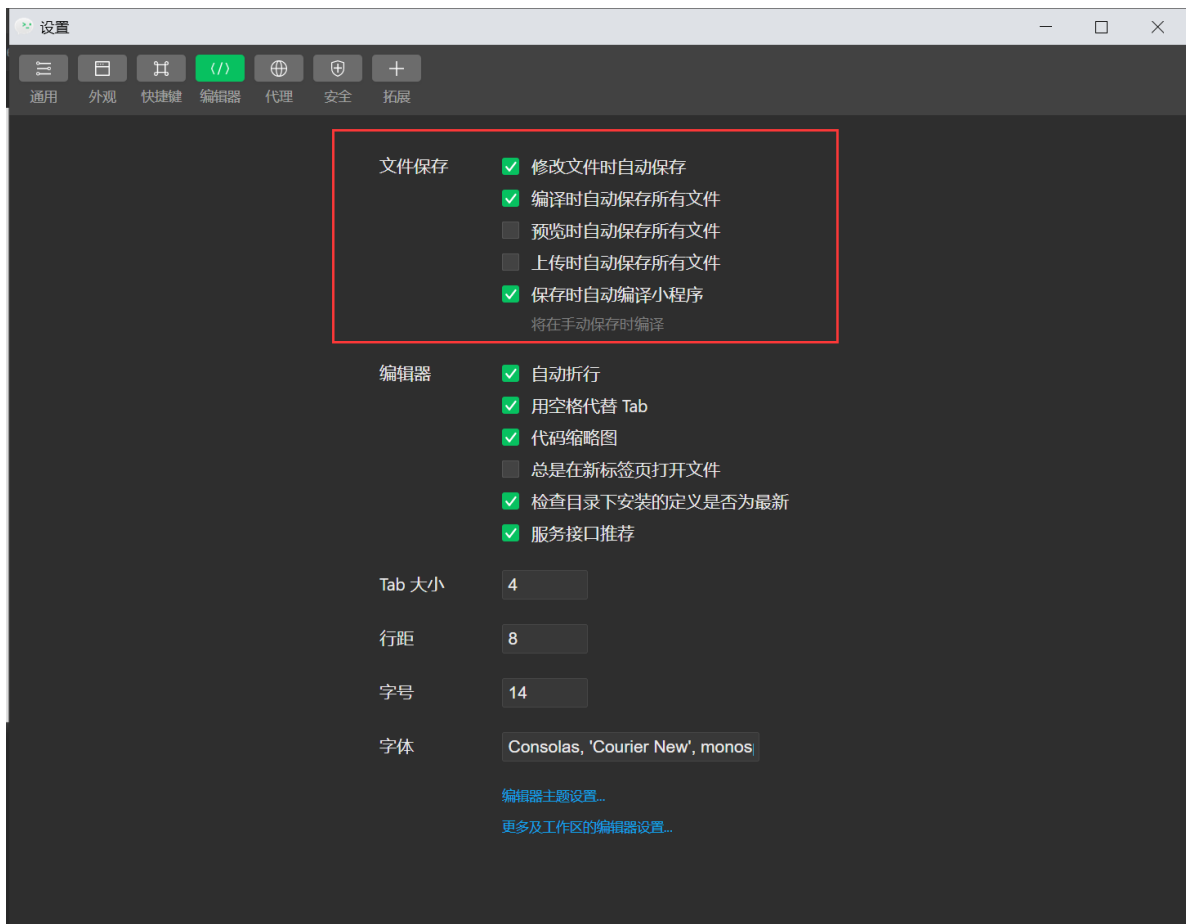 设置
通用 外观 快捷键 编辑器 代理 安全 拓展
文件保存 修改文件时自动保存
编译时自动保存所有文件
预览时自动保存所有文件
上传时自动保存所有文件
保存时自动编译小程序
将在手动保存时编译
编辑器 自动折行
用空格代替 Tab
代码缩略图
总是在新标签页打开文件
检查目录下安装的定义是否为最新
服务接口推荐
Tab 大小 4
行距 8
字号 14
字体 Consolas, 'Courier New', monosp
编辑器主题设置...
更多及工作区的编辑器设置...